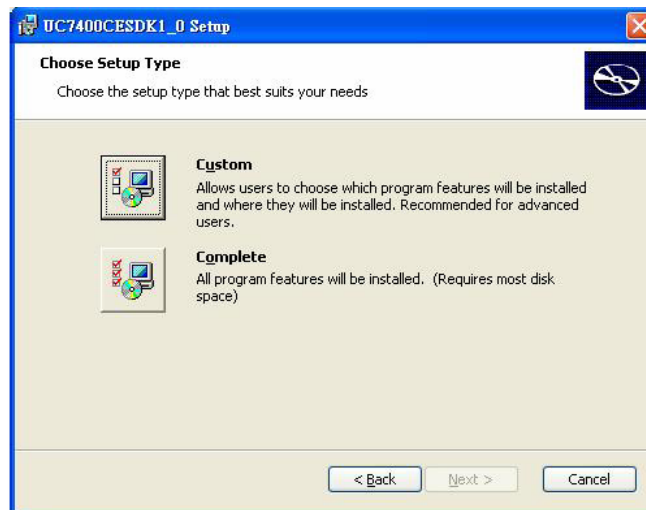 UC7400CESDK1_0 Setup
Choose Setup Type
Choose the setup type that best suits your needs
Custom
Allows users to choose which program features will be installed
and where they will be installed. Recommended for advanced
users.
Complete
All program features will be installed. (Requires most disk
space)
< Back Next > Cancel